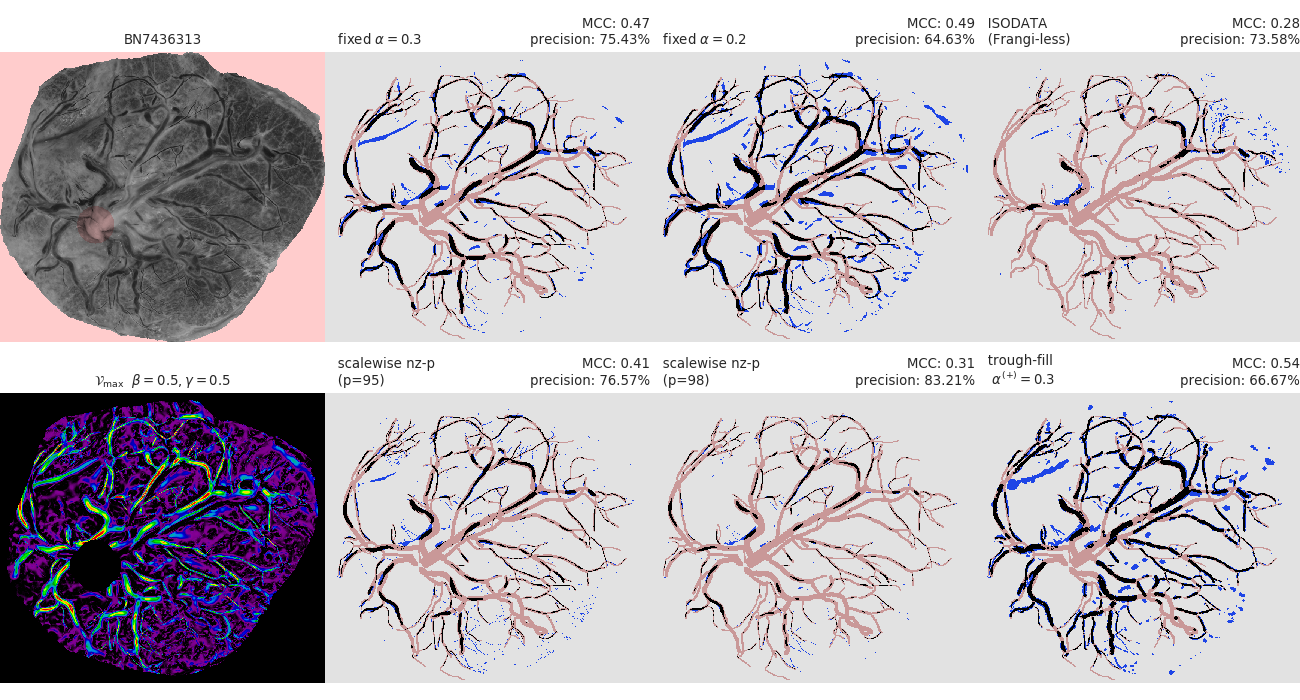 BN7436313
fixed α = 0.3
MCC: 0.47
precision: 75.43%
fixed α = 0.2
MCC: 0.49
precision: 64.63%
ISODATA
(Frangi-less)
MCC: 0.28
precision: 73.58%
𝒱max β = 0.5, γ = 0.5
scalewise nz-p
(p=95)
MCC: 0.41
precision: 76.57%
scalewise nz-p
(p=98)
MCC: 0.31
precision: 83.21%
trough-fill
α(+) = 0.3
MCC: 0.54
precision: 66.67%